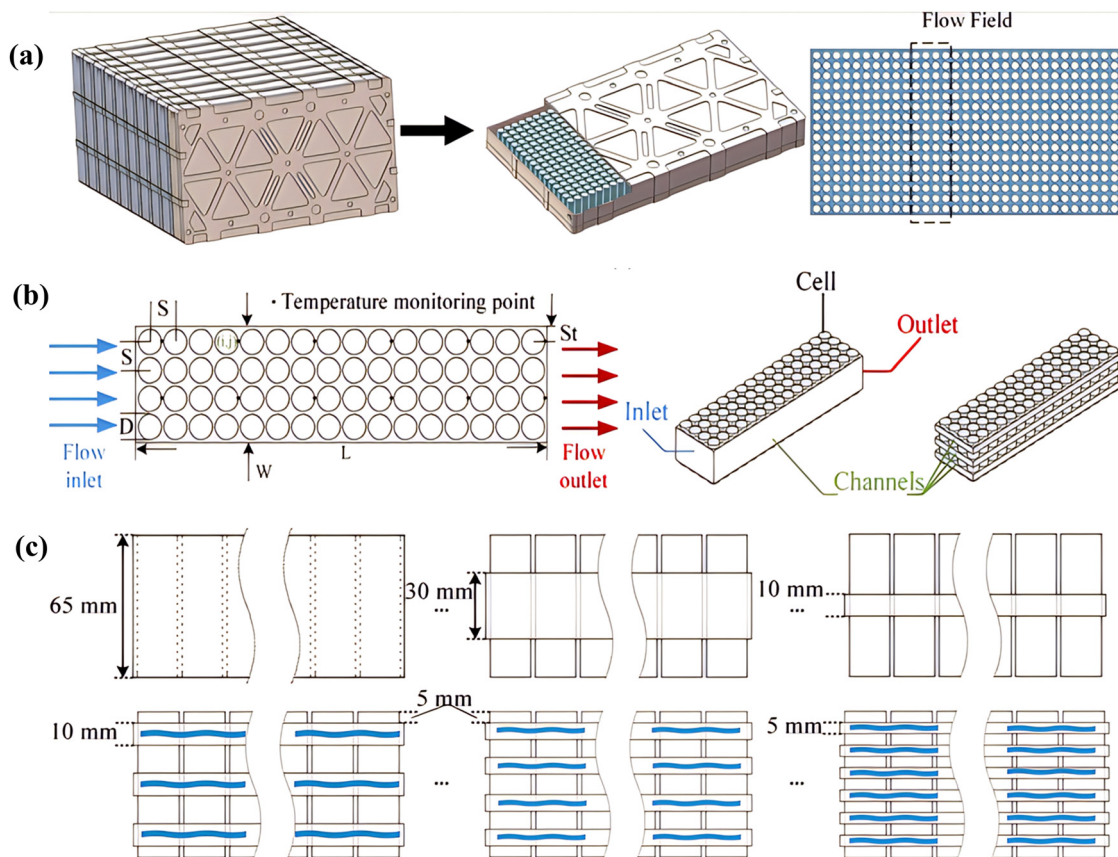 Flow Field
(a)
(b)
S
· Temperature monitoring point
St
S
(i,j)
D
Flow
inlet
L
W
Flow
outlet
Cell
Outlet
Inlet
Channels
(c)
65 mm
30 mm
...
10 mm
...
5 mm
10 mm
...
5 mm
...